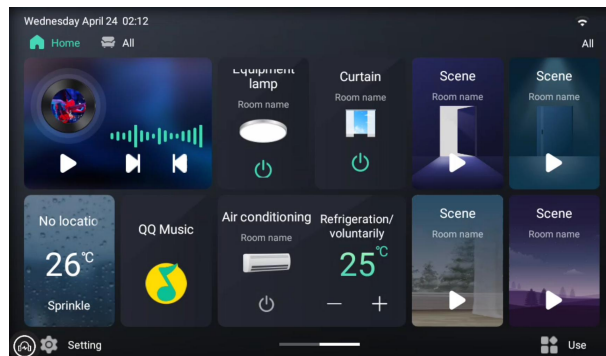 Wednesday April 24 02:12
Home
All
All
Equipment
lamp
Room name
Curtain
Room name
Scene
Room name
Scene
Room name
No locatio
26℃
Sprinkle
QQ Music
Air conditioning
Room name
Refrigeration/
voluntarily
25℃
Scene
Room name
Scene
Room name
Setting
Use